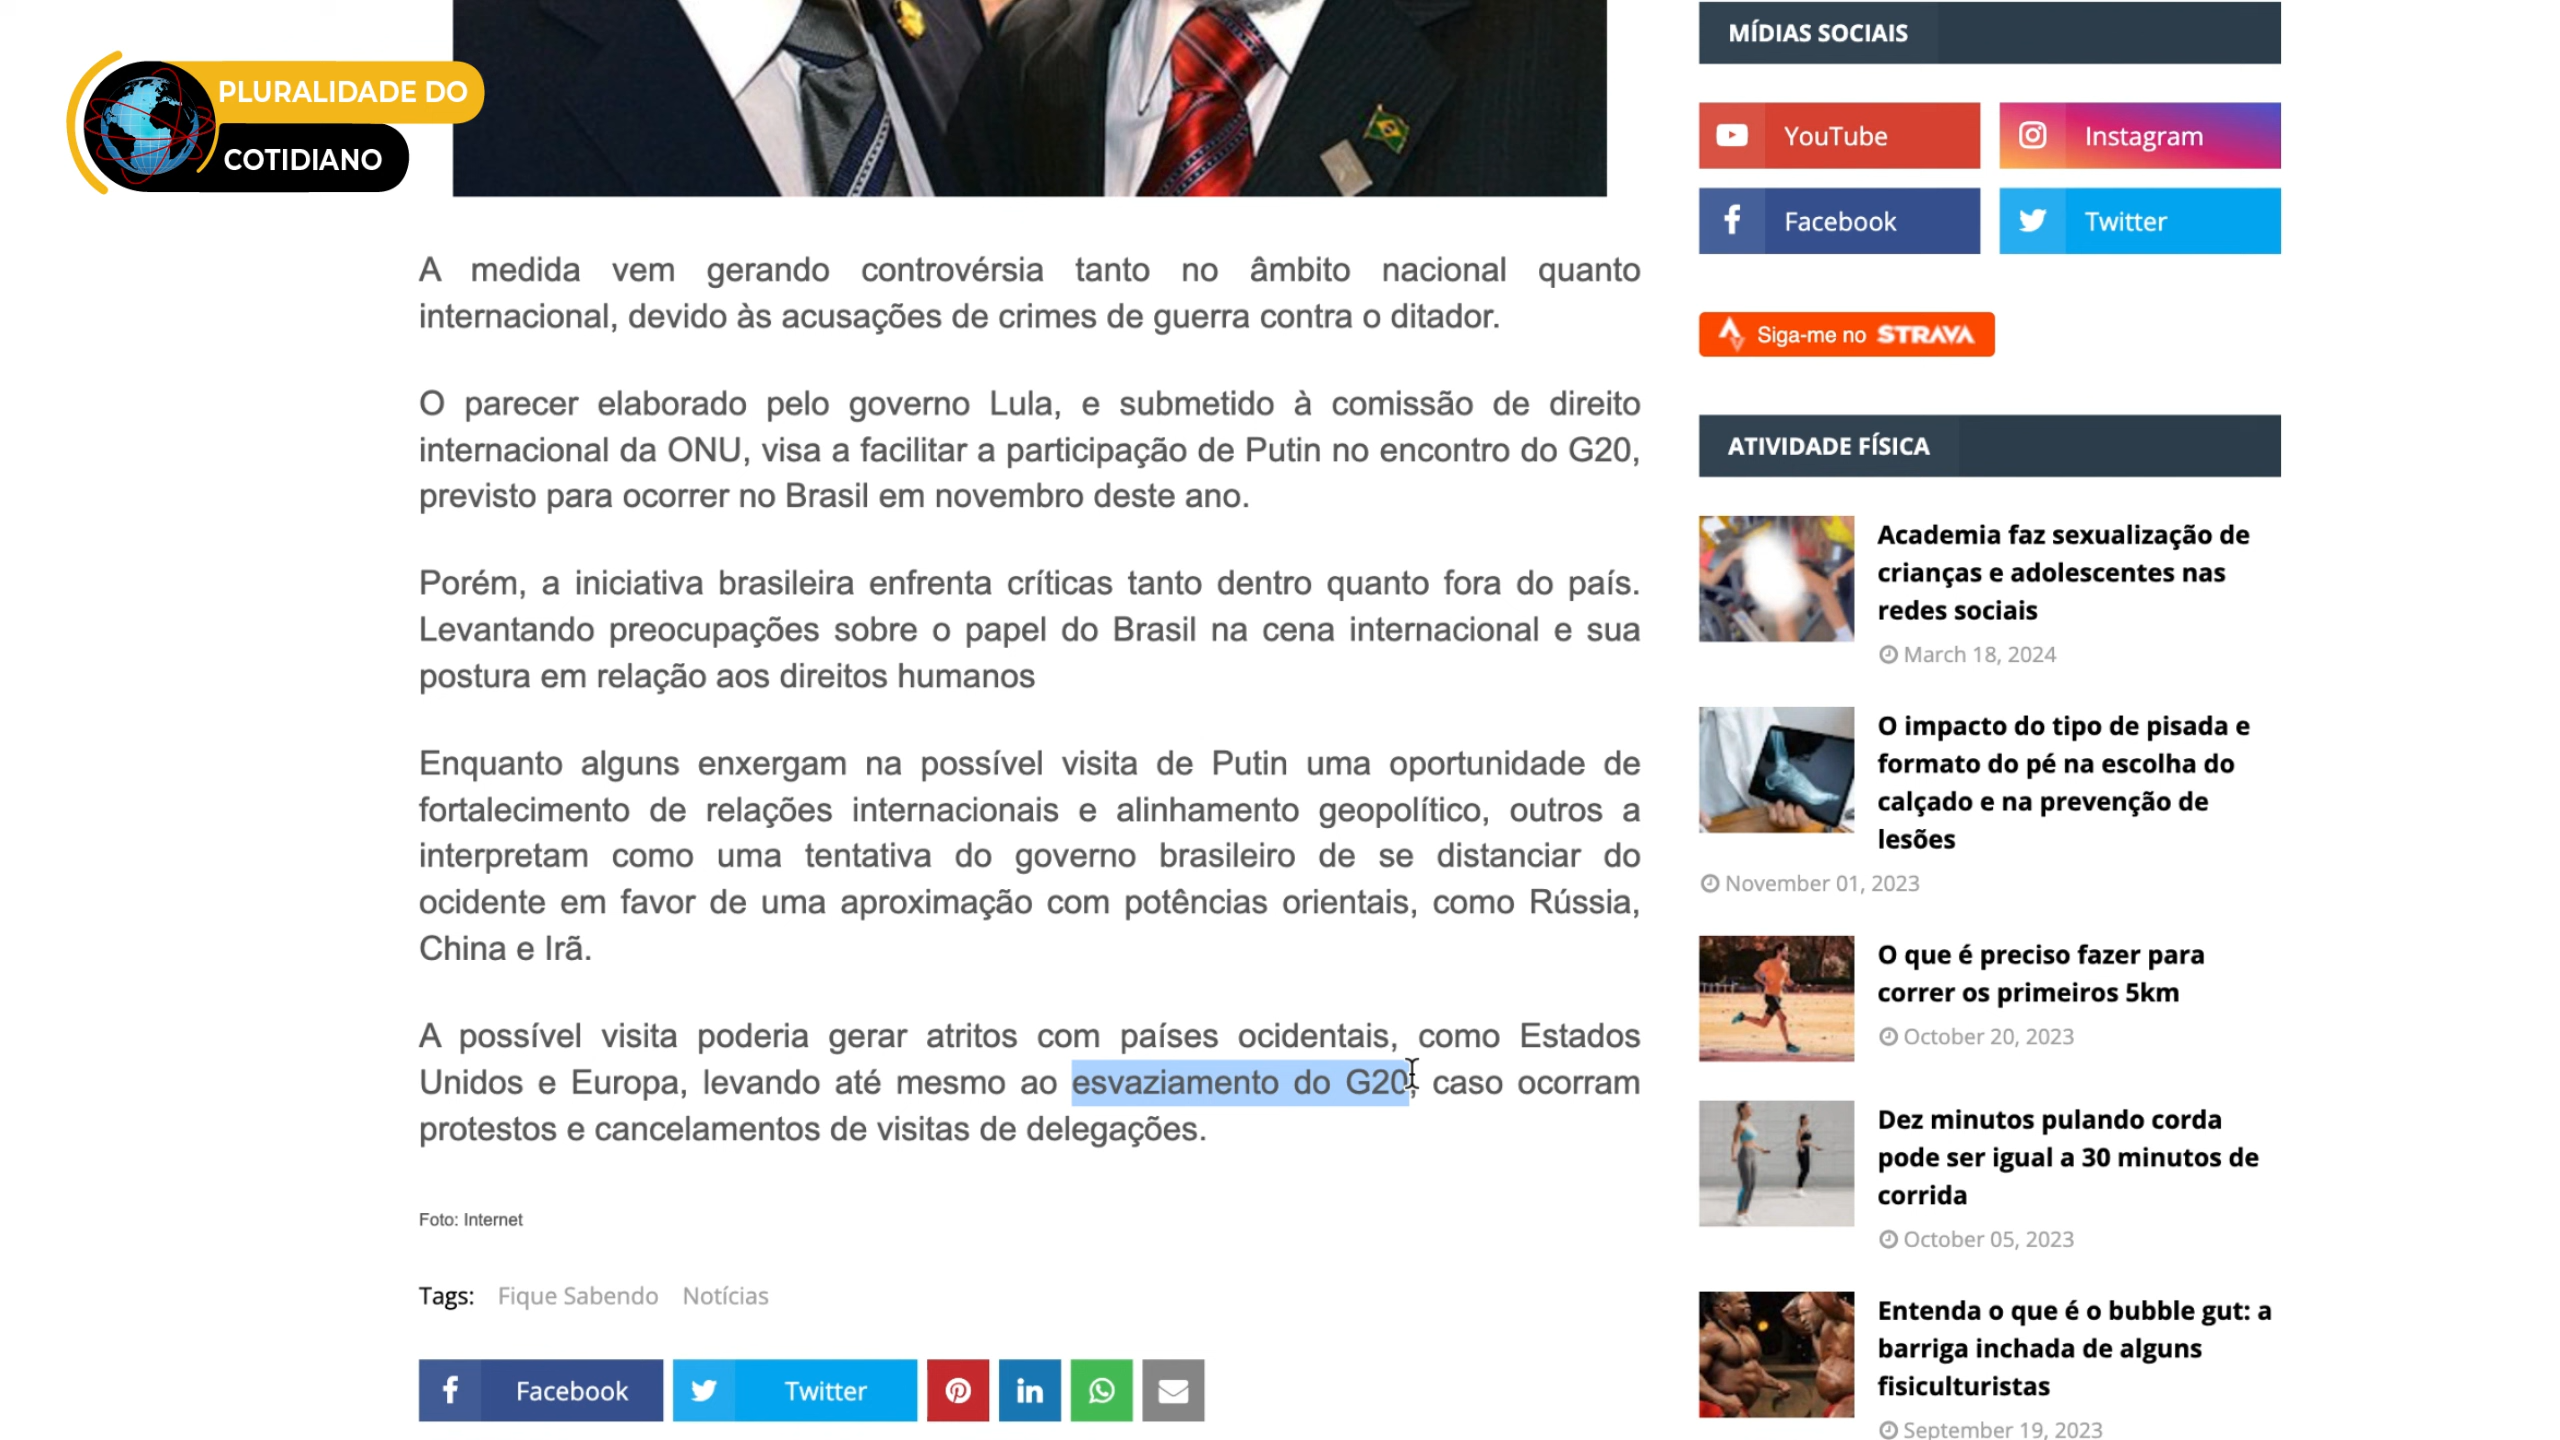 PLURALIDADE DO
COTIDIANO
A medida vem gerando controvérsia tanto no âmbito nacional quanto
internacional, devido às acusações de crimes de guerra contra o ditador.
O parecer elaborado pelo governo Lula, e submetido à comissão de direito
internacional da ONU, visa a facilitar a participação de Putin no encontro do G20,
previsto para ocorrer no Brasil em novembro deste ano.
Porém, a iniciativa brasileira enfrenta críticas tanto dentro quanto fora do país.
Levantando preocupações sobre o papel do Brasil na cena internacional e sua
postura em relação aos direitos humanos
Enquanto alguns enxergam na possível visita de Putin uma oportunidade de
fortalecimento de relações internacionais e alinhamento geopolítico, outros a
interpretam como uma tentativa do governo brasileiro de se distanciar do
ocidente em favor de uma aproximação com potências orientais, como Rússia,
China e Irã.
A possível visita poderia gerar atritos com países ocidentais, como Estados
Unidos e Europa, levando até mesmo ao esvaziamento do G20, caso ocorram
protestos e cancelamentos de visitas de delegações.
Foto: Internet
Tags: Fique Sabendo Notícias
Facebook Twitter
MÍDIAS SOCIAIS
YouTube Instagram
Facebook Twitter
Siga-me no STRAVA
ATIVIDADE FÍSICA
Academia faz sexualização de
crianças e adolescentes nas
redes sociais
March 18, 2024
O impacto do tipo de pisada e
formato do pé na escolha do
calçado e na prevenção de
lesões
November 01, 2023
O que é preciso fazer para
correr os primeiros 5km
October 20, 2023
Dez minutos pulando corda
pode ser igual a 30 minutos de
corrida
October 05, 2023
Entenda o que é o bubble gut: a
barriga inchada de alguns
fisiculturistas
September 19, 2023